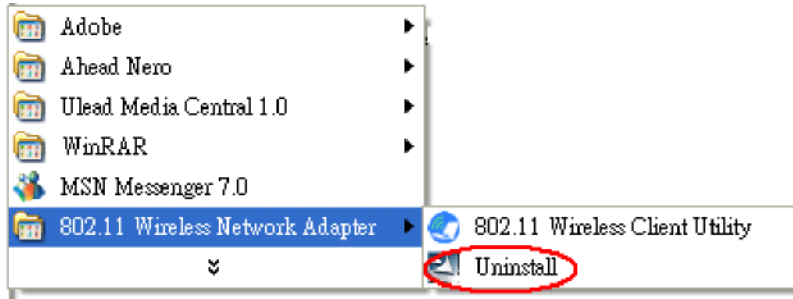 Adobe
Ahead Nero
Ulead Media Central 1.0
WinRAR
MSN Messenger 7.0
802.11 Wireless Network Adapter
802.11 Wireless Client Utility
Uninstall